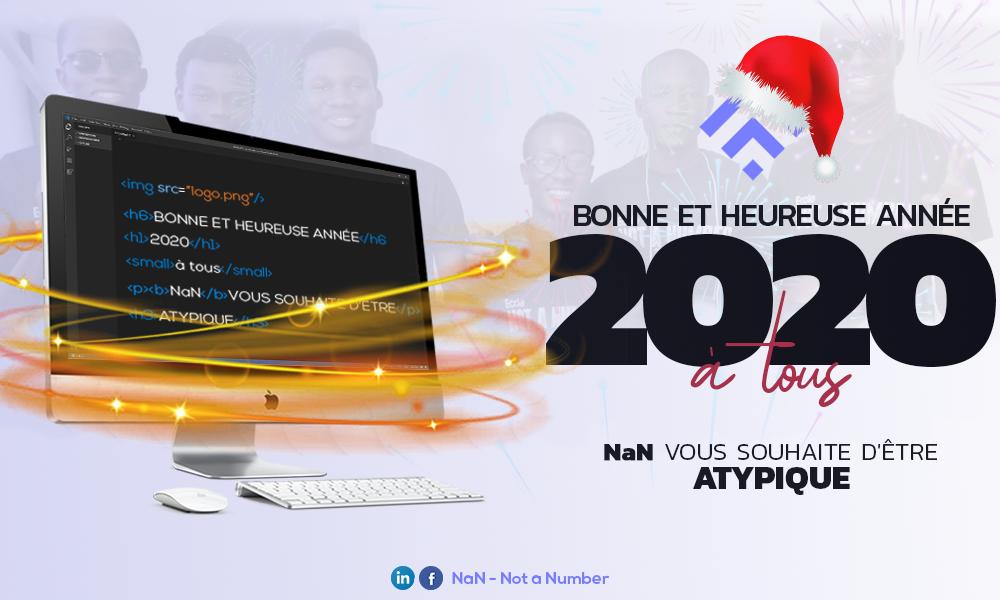 <img src="logo.png"/>
<h6>BONNE ET HEUREUSE ANNÉE</h6
<h1>2020</h1>
<small>à tous</small>
<p><b>NaN</b>VOUS SOUHAITE D'ÊTRE</p>
ATYPIQUE
BONNE ET HEUREUSE ANNÉE
2020
à tous
NaN VOUS SOUHAITE D'ÊTRE
ATYPIQUE
in f NaN - Not a Number